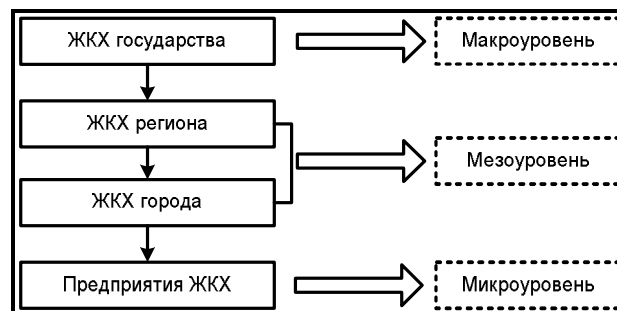 ЖКХ государства
Макроуровень
ЖКХ региона
Мезоуровень
ЖКХ города
Предприятия ЖКХ
Микроуровень